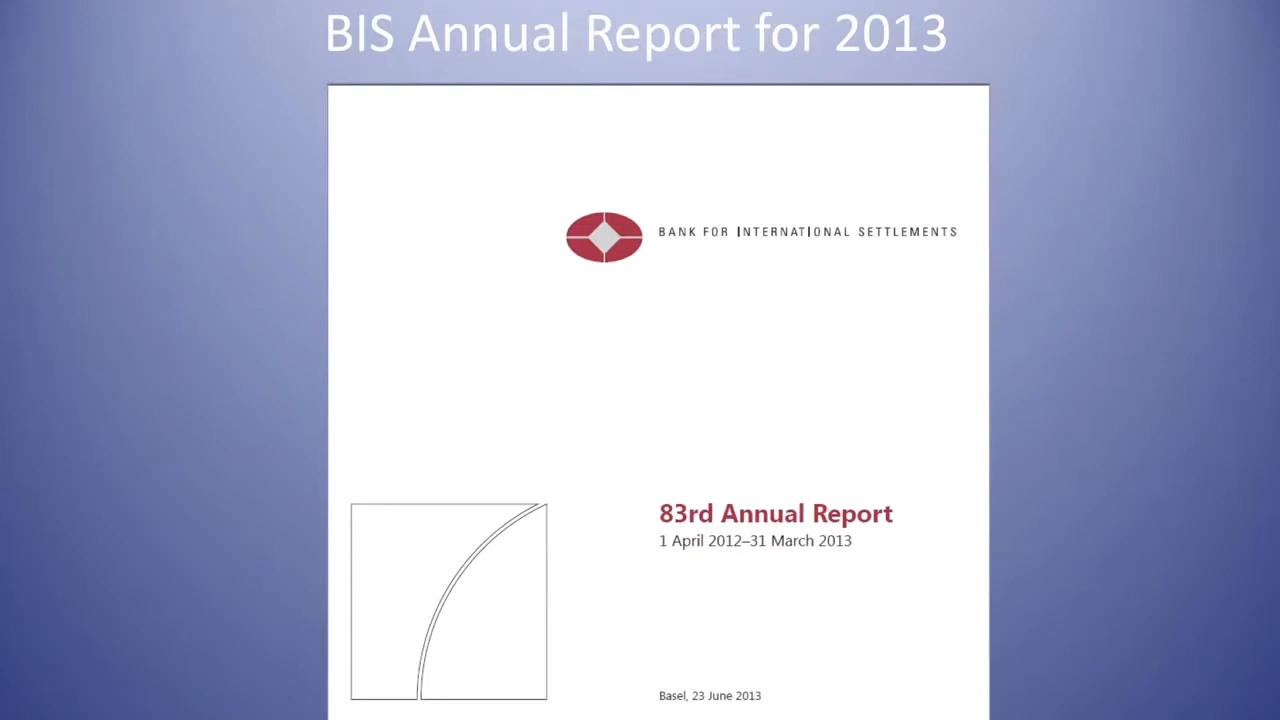 BIS Annual Report for 2013
BANK FOR INTERNATIONAL SETTLEMENTS
83rd Annual Report
1 April 2012–31 March 2013
Basel, 23 June 2013